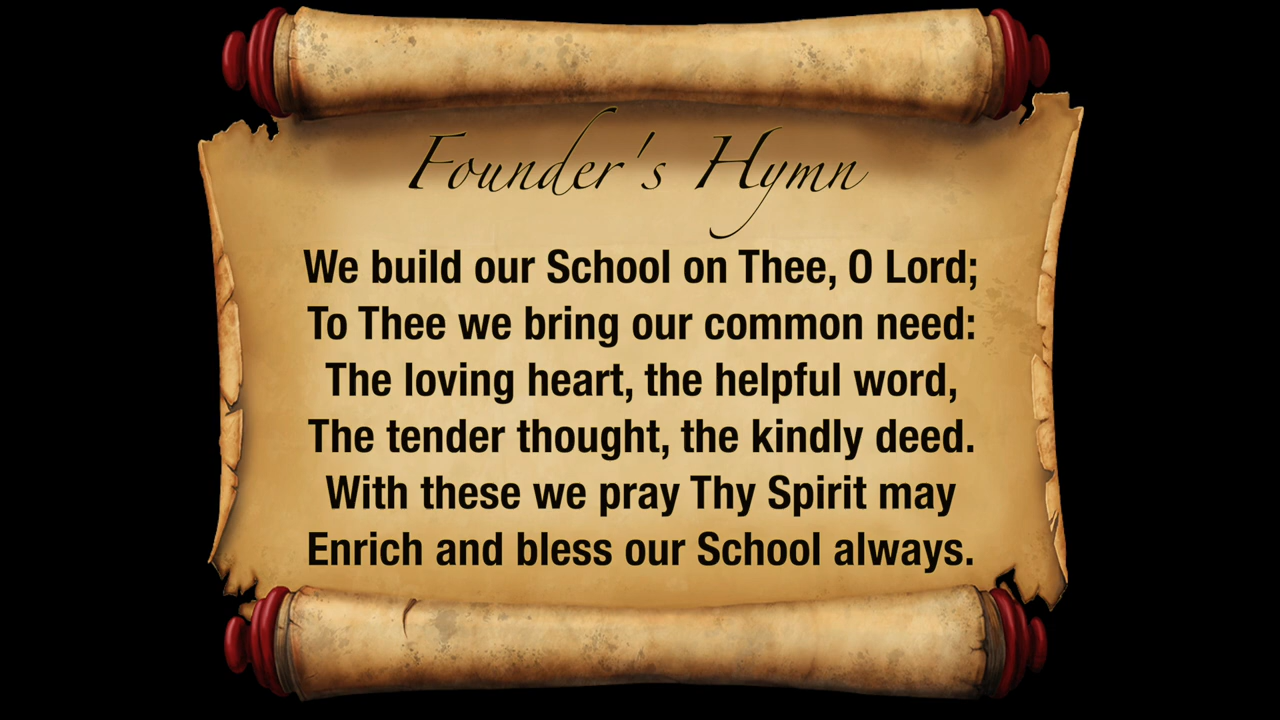 Founder's Hymn
We build our School on Thee, O Lord;
To Thee we bring our common need:
The loving heart, the helpful word,
The tender thought, the kindly deed.
With these we pray Thy Spirit may
Enrich and bless our School always.